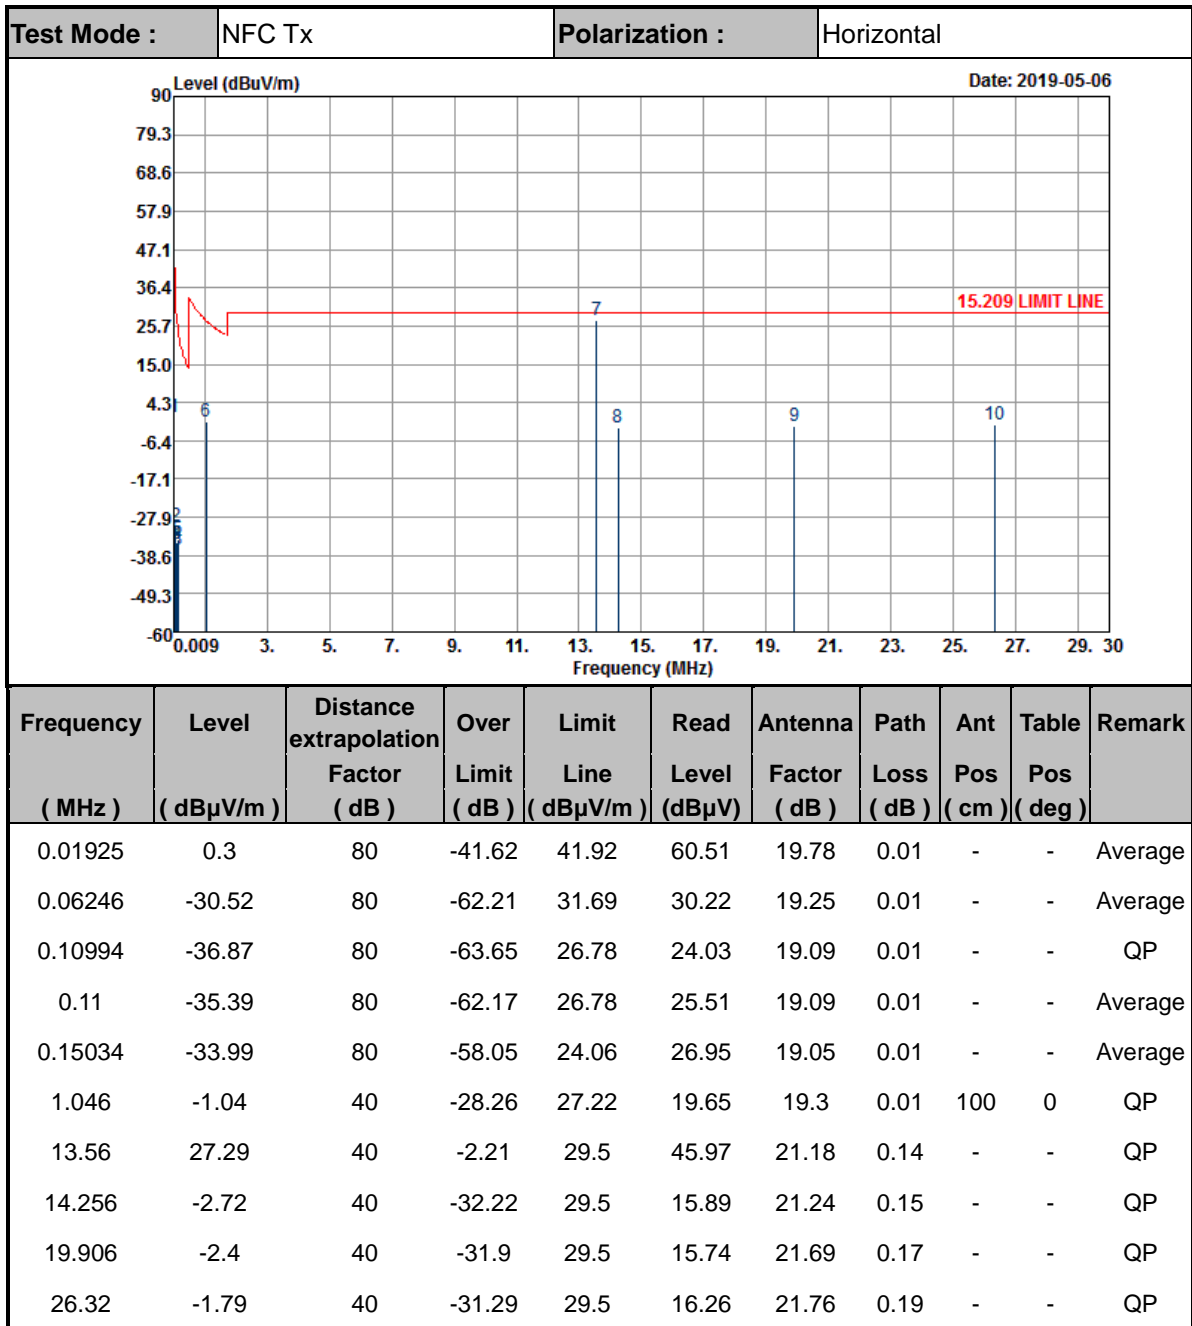 Test Mode : NFC Tx Polarization : Horizontal
Level (dBuV/m) Date: 2019-05-06
90
79.3
68.6
57.9
47.1
36.4
25.7
15.0
4.3
-6.4
-17.1
-27.9
-38.6
-49.3
-60
15.209 LIMIT LINE
6
7
8
9
10
2
0.009 3. 5. 7. 9. 11. 13. 15. 17. 19. 21. 23. 25. 27. 29. 30
Frequency (MHz)
Frequency Level Distance extrapolation Over Limit Read Antenna Path Ant Table Remark
Factor Limit Line Level Factor Loss Pos Pos
( MHz ) ( dBμV/m ) ( dB ) ( dB ) ( dBμV/m ) (dBμV) ( dB ) ( dB ) ( cm ) ( deg )
0.01925 0.3 80 -41.62 41.92 60.51 19.78 0.01 - - Average
0.06246 -30.52 80 -62.21 31.69 30.22 19.25 0.01 - - Average
0.10994 -36.87 80 -63.65 26.78 24.03 19.09 0.01 - - QP
0.11 -35.39 80 -62.17 26.78 25.51 19.09 0.01 - - Average
0.15034 -33.99 80 -58.05 24.06 26.95 19.05 0.01 - - Average
1.046 -1.04 40 -28.26 27.22 19.65 19.3 0.01 100 0 QP
13.56 27.29 40 -2.21 29.5 45.97 21.18 0.14 - - QP
14.256 -2.72 40 -32.22 29.5 15.89 21.24 0.15 - - QP
19.906 -2.4 40 -31.9 29.5 15.74 21.69 0.17 - - QP
26.32 -1.79 40 -31.29 29.5 16.26 21.76 0.19 - - QP